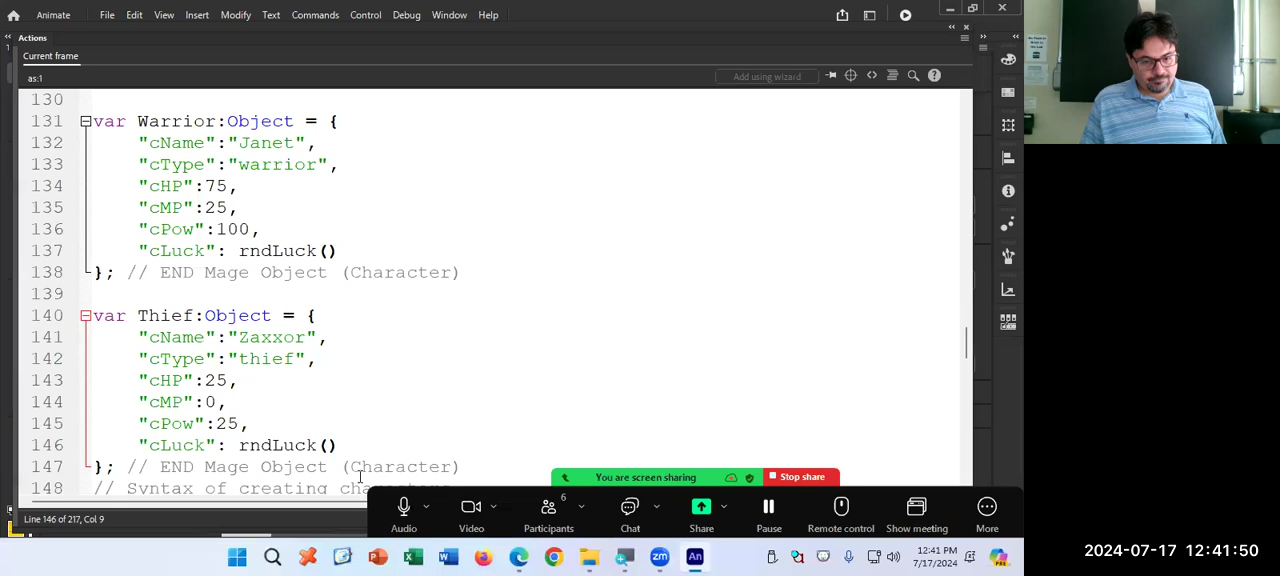 Animate File Edit View Insert Modify Text Commands Control Debug Window Help
Actions
Current frame
as:1
Add using wizard
130
131 var Warrior:Object = {
132 "cName":"Janet",
133 "cType":"warrior",
134 "cHP":75,
135 "cMP":25,
136 "cPow":100,
137 "cLuck": rndLuck()
138 }; // END Mage Object (Character)
139
140 var Thief:Object = {
141 "cName":"Zaxxor",
142 "cType":"thief",
143 "cHP":25,
144 "cMP":0,
145 "cPow":25,
146 "cLuck": rndLuck()
147 }; // END Mage Object (Character)
148 // Syntax of creating characters
You are screen sharing Stop share
Line 146 of 217, Col 9
6
Audio Video Participants Chat Share Pause Remote control Show meeting More
zm An
12:41 PM
7/17/2024
2024-07-17 12:41:50